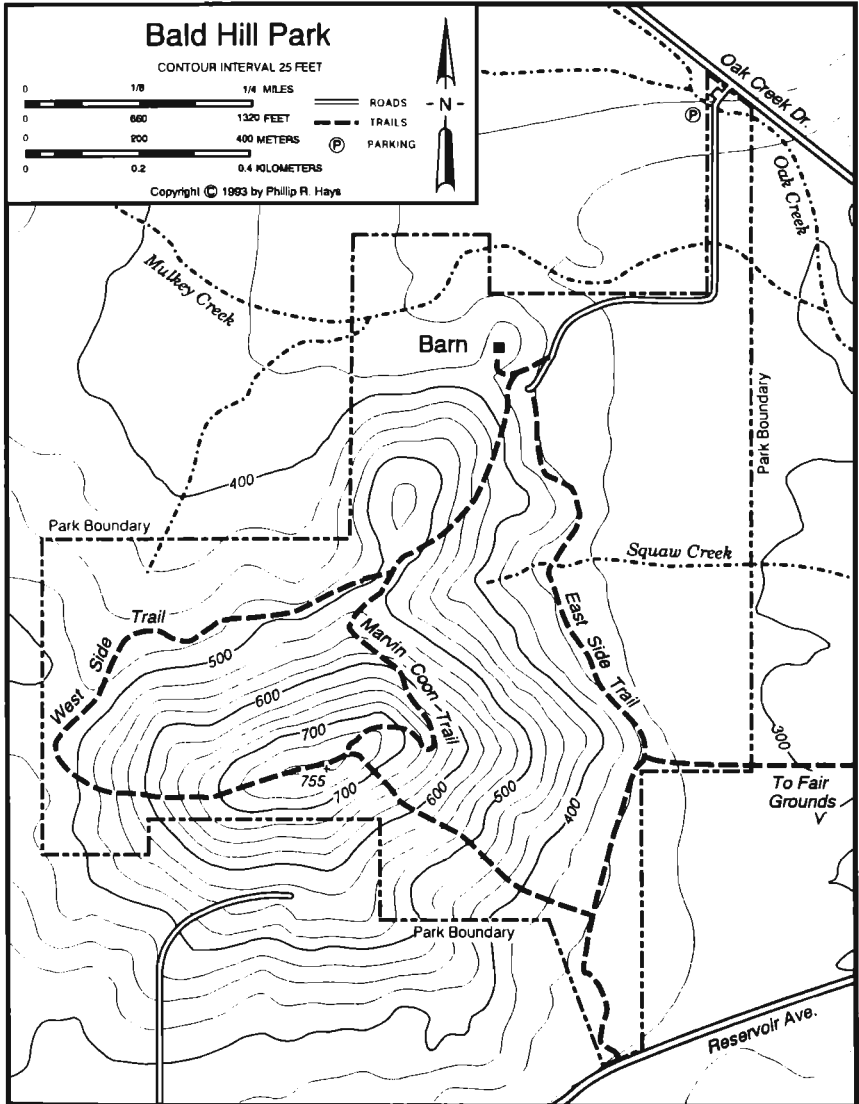 Bald Hill Park
CONTOUR INTERVAL 25 FEET
0 1/8 1/4 MILES
0 660 1320 FEET
0 200 400 METERS
0 0.2 0.4 KILOMETERS
ROADS
TRAILS
P PARKING
N
Copyright © 1993 by Phillip R. Hays
Oak Creek Dr.
P
Oak Creek
Mulkey Creek
Barn
Park Boundary
400
Park Boundary
Squaw Creek
West Side Trail
East Side Trail
Marvin Coon Trail
500
600
700
755
700
600
500
400
300
To Fair
Grounds
V
Park Boundary
Reservoir Ave.